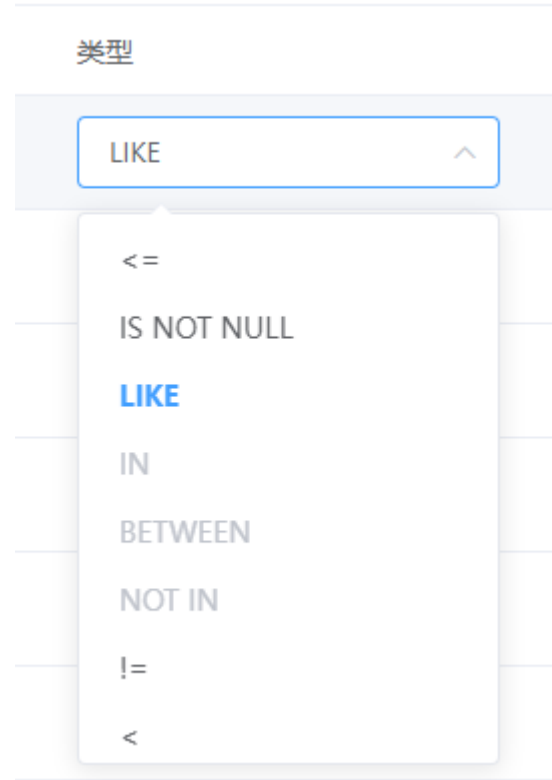 类型
LIKE
<=
IS NOT NULL
LIKE
IN
BETWEEN
NOT IN
!=
<